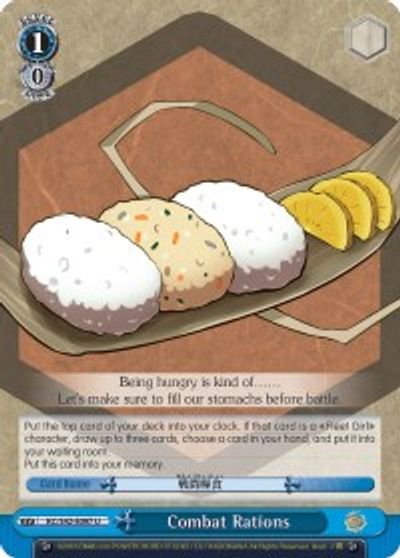 1
0
Being hungry is kind of......
Let's make sure to fill our stomachs before battle.
Put the top card of your deck into your clock. If that card is a «Fleet Girl»
character, draw up to three cards, choose a card in your hand, and put it into
your waiting room.
Put this card into your memory.
Card Name
戦闘糧食
Combat Rations